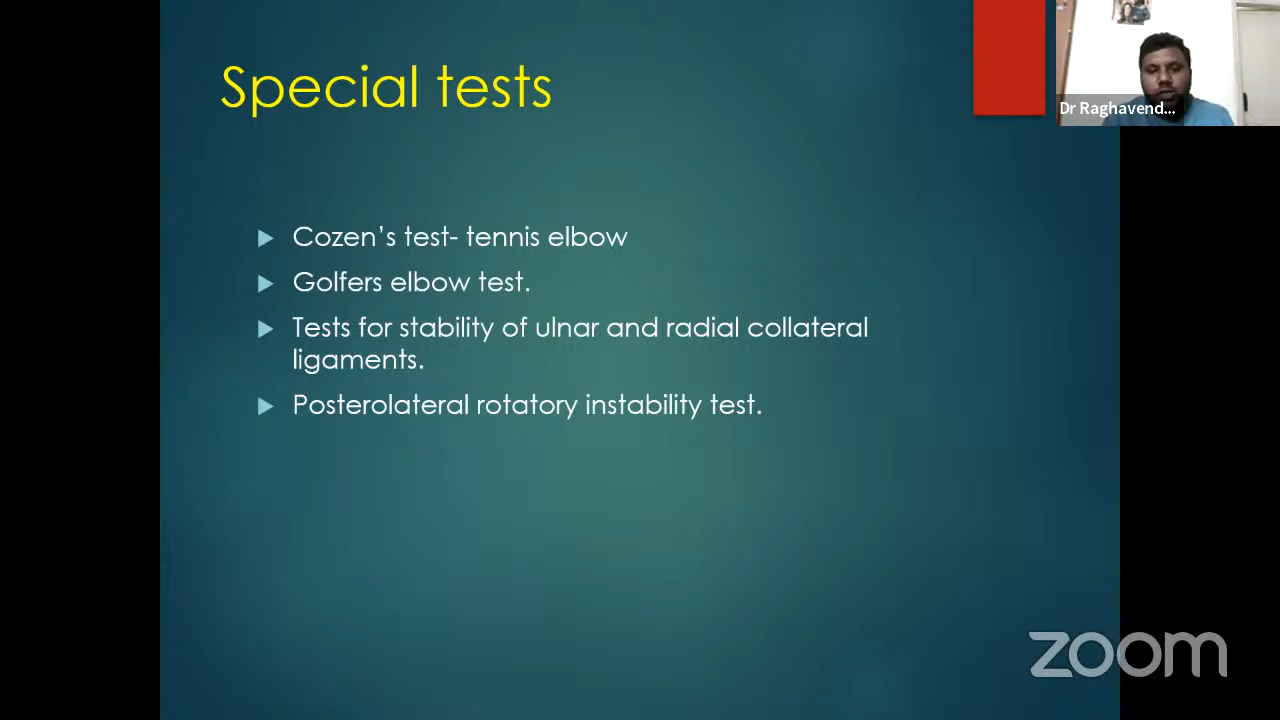 Special tests
Dr Raghavend...
Cozen’s test- tennis elbow
Golfers elbow test.
Tests for stability of ulnar and radial collateral
ligaments.
Posterolateral rotatory instability test.
zoom